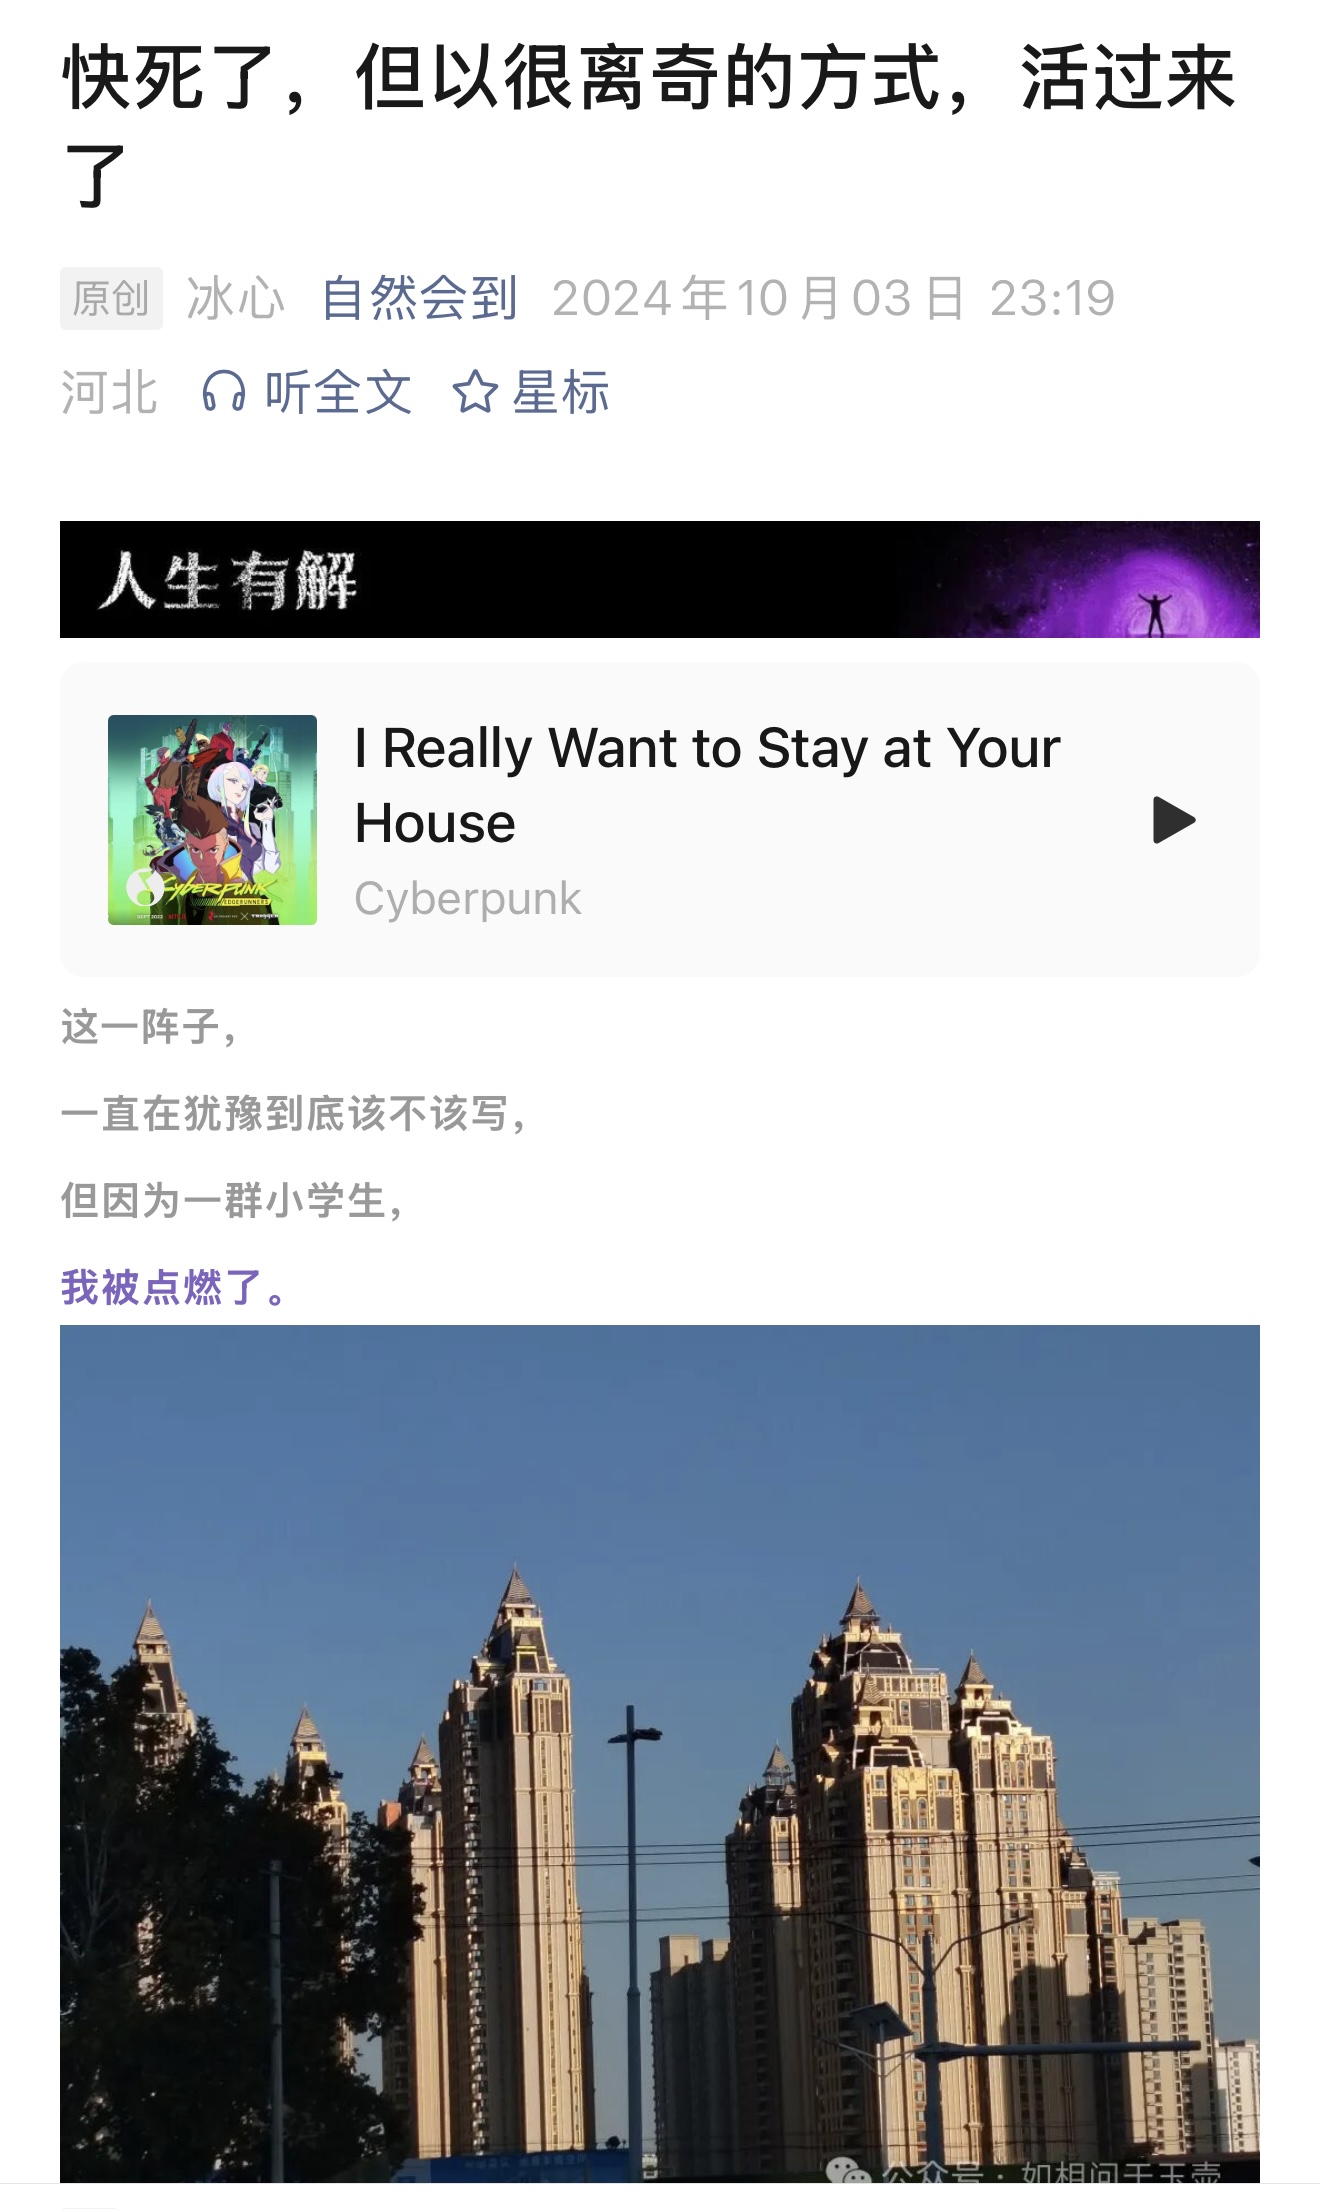 快死了，但以很离奇的方式，活过来
了
原创 冰心 自然会到 2024年10月03日 23:19
河北 听全文 星标
人生有解
I Really Want to Stay at Your
House
Cyberpunk
CYBERPUNK
EDGERUNNERS
这一阵子，
一直在犹豫到底该不该写，
但因为一群小学生，
我被点燃了。
公众号：如相问于玉壶